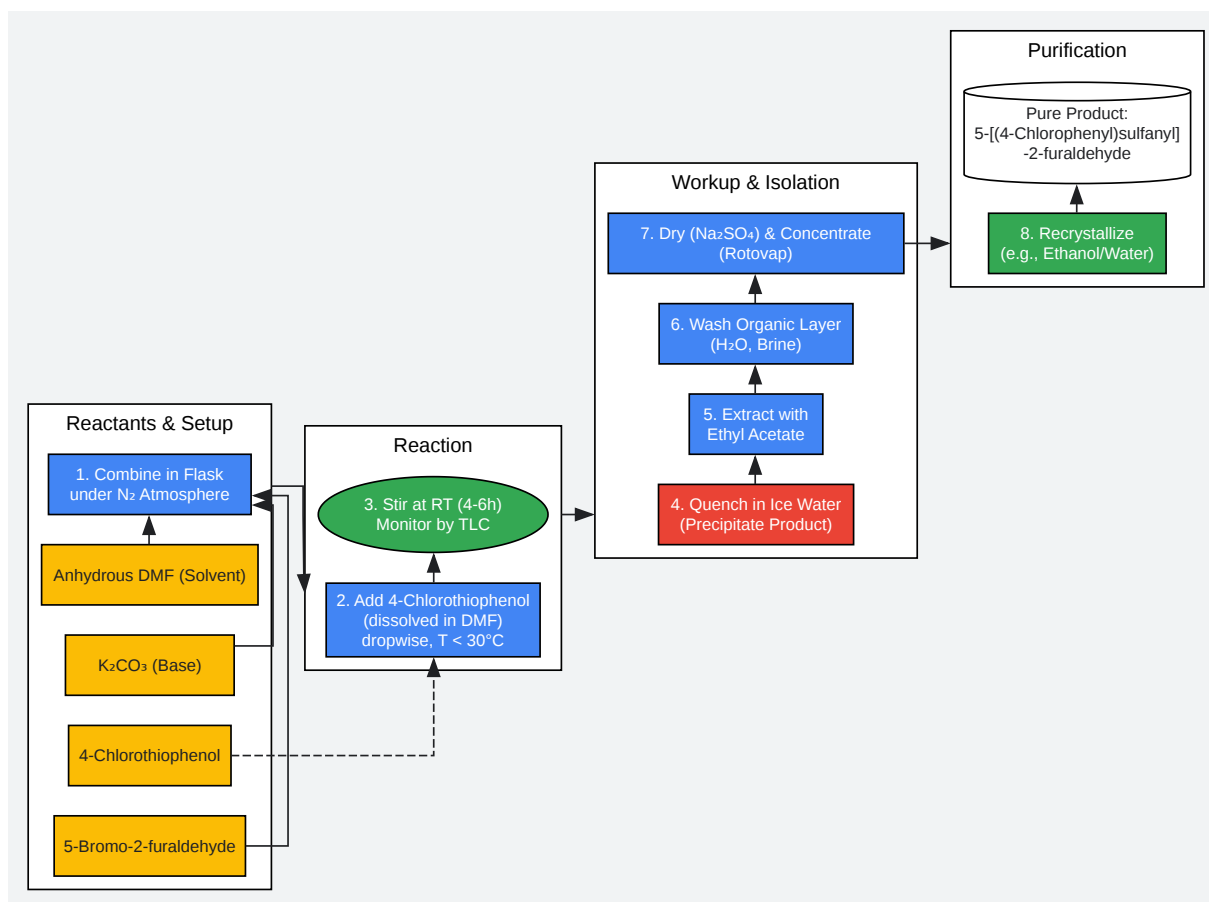 Reactants & Setup
1. Combine in Flask
under N₂ Atmosphere
Anhydrous DMF (Solvent)
K₂CO₃ (Base)
4-Chlorothiophenol
5-Bromo-2-furaldehyde
Reaction
3. Stir at RT (4-6h)
Monitor by TLC
2. Add 4-Chlorothiophenol
(dissolved in DMF)
dropwise, T < 30°C
Workup & Isolation
7. Dry (Na₂SO₄) & Concentrate
(Rotovap)
6. Wash Organic Layer
(H₂O, Brine)
5. Extract with
Ethyl Acetate
4. Quench in Ice Water
(Precipitate Product)
Purification
Pure Product:
5-[(4-Chlorophenyl)sulfanyl]
-2-furaldehyde
8. Recrystallize
(e.g., Ethanol/Water)